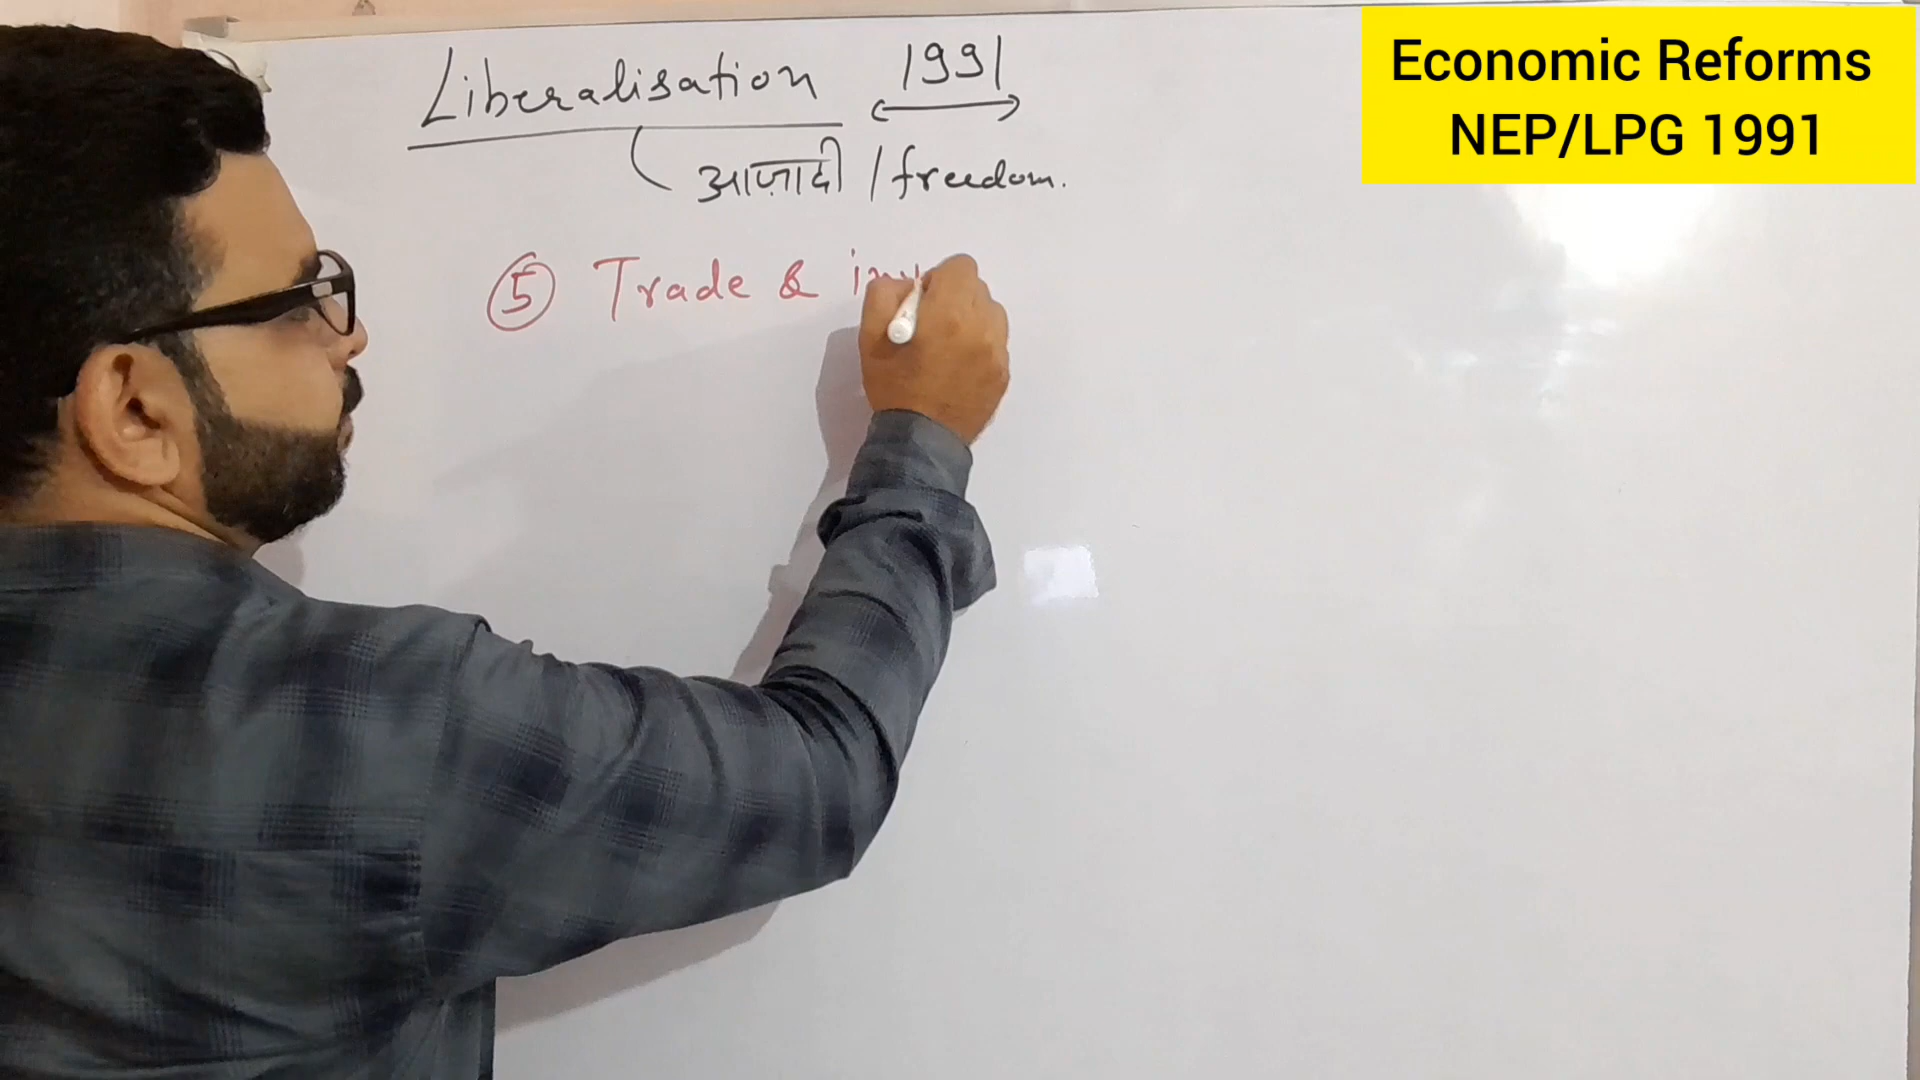 Liberalisation 1991
आज़ादी / freedom.
⑤ Trade &
Economic Reforms
NEP/LPG 1991